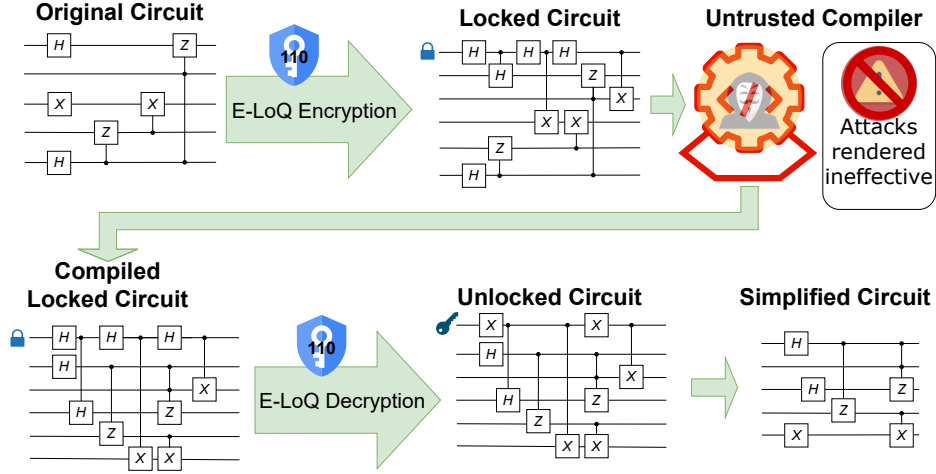 Original Circuit
Locked Circuit
Untrusted Compiler
H
Z
X
X
Z
H
110
E-LoQ Encryption
H
H
H
H
Z
X
X
X
Z
H
Attacks
rendered
ineffective
Compiled
Locked Circuit
H
H
H
H
X
H
Z
Z
X
X
110
E-LoQ Decryption
Unlocked Circuit
X
X
H
X
H
Z
Z
X
X
Simplified Circuit
H
H
Z
Z
X
X